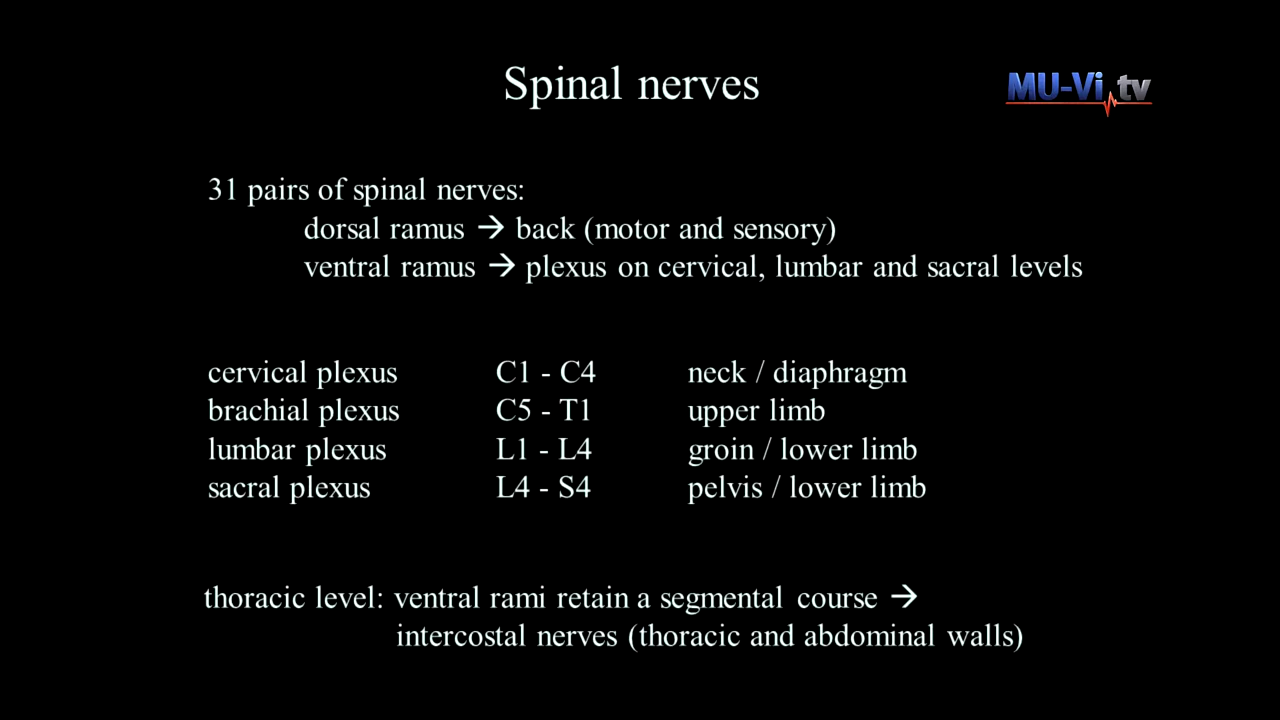 Spinal nerves
MU-Vi tv
31 pairs of spinal nerves:
dorsal ramus → back (motor and sensory)
ventral ramus → plexus on cervical, lumbar and sacral levels
cervical plexus C1 - C4 neck / diaphragm
brachial plexus C5 - T1 upper limb
lumbar plexus L1 - L4 groin / lower limb
sacral plexus L4 - S4 pelvis / lower limb
thoracic level: ventral rami retain a segmental course →
intercostal nerves (thoracic and abdominal walls)